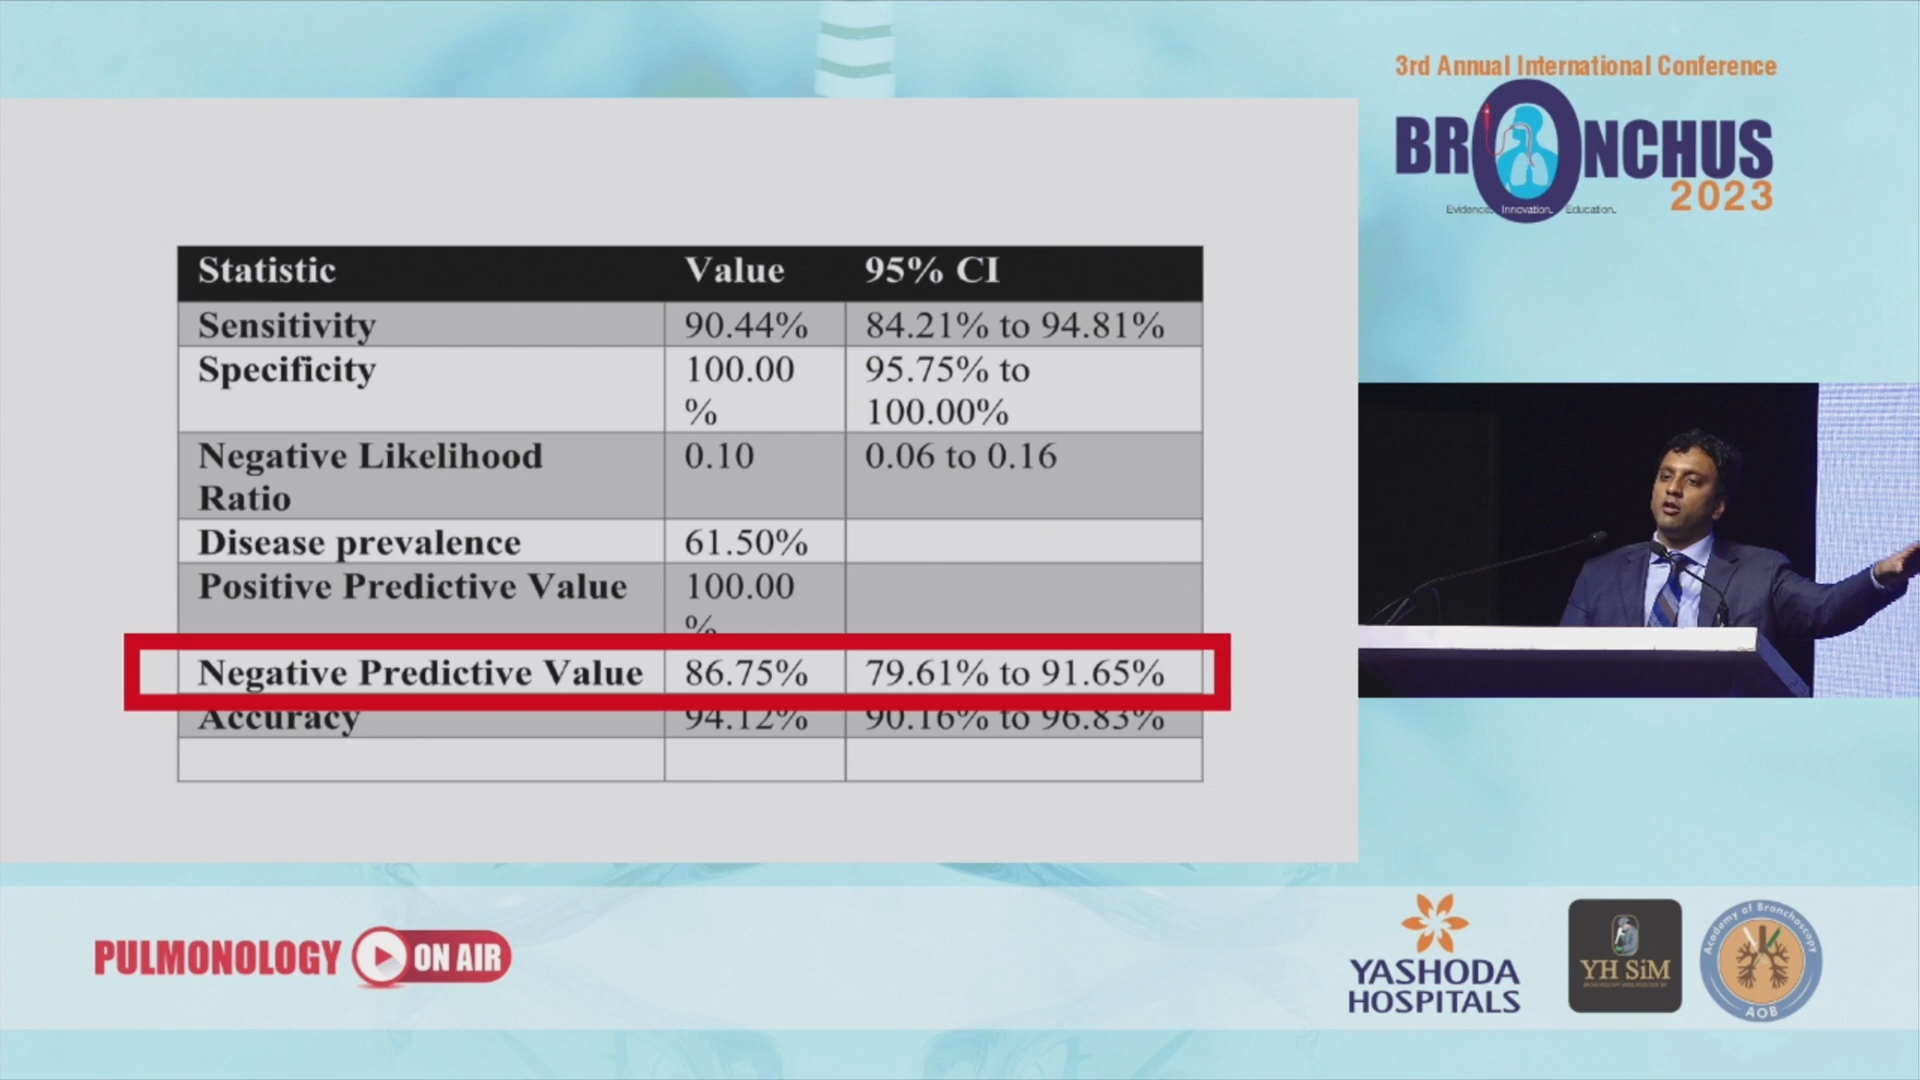 3rd Annual International Conference
BRONCHUS
2023
Evidence. Innovation. Education.
Statistic Value 95% CI
Sensitivity 90.44% 84.21% to 94.81%
Specificity 100.00 95.75% to
% 100.00%
Negative Likelihood 0.10 0.06 to 0.16
Ratio
Disease prevalence 61.50%
Positive Predictive Value 100.00
%
Negative Predictive Value 86.75% 79.61% to 91.65%
Accuracy 94.12% 90.16% to 96.83%
PULMONOLOGY ON AIR
YASHODA
HOSPITALS
YH SiM
Academy of Bronchoscopy
AOB